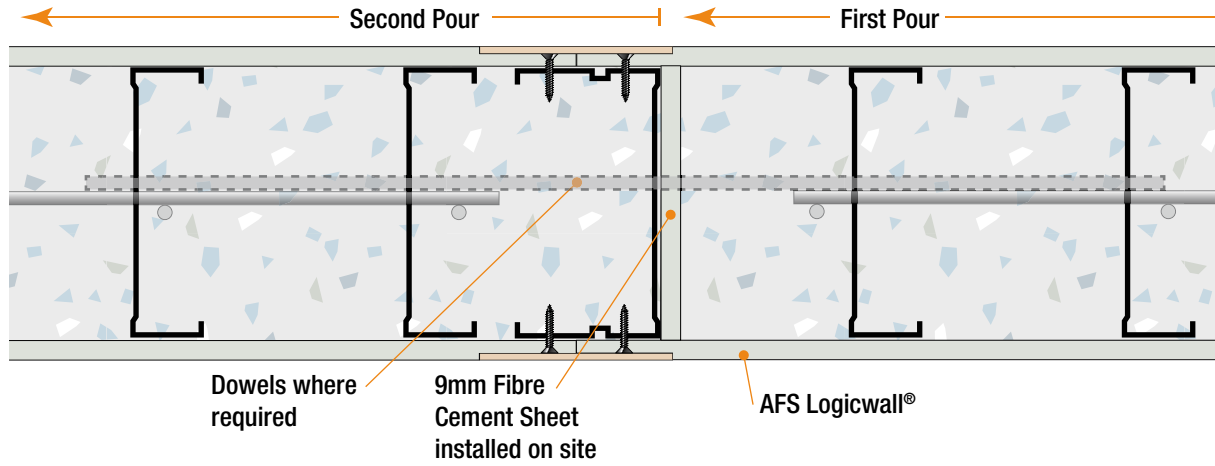 Second Pour
First Pour
Dowels where
required
9mm Fibre
Cement Sheet
installed on site
AFS Logicwall®